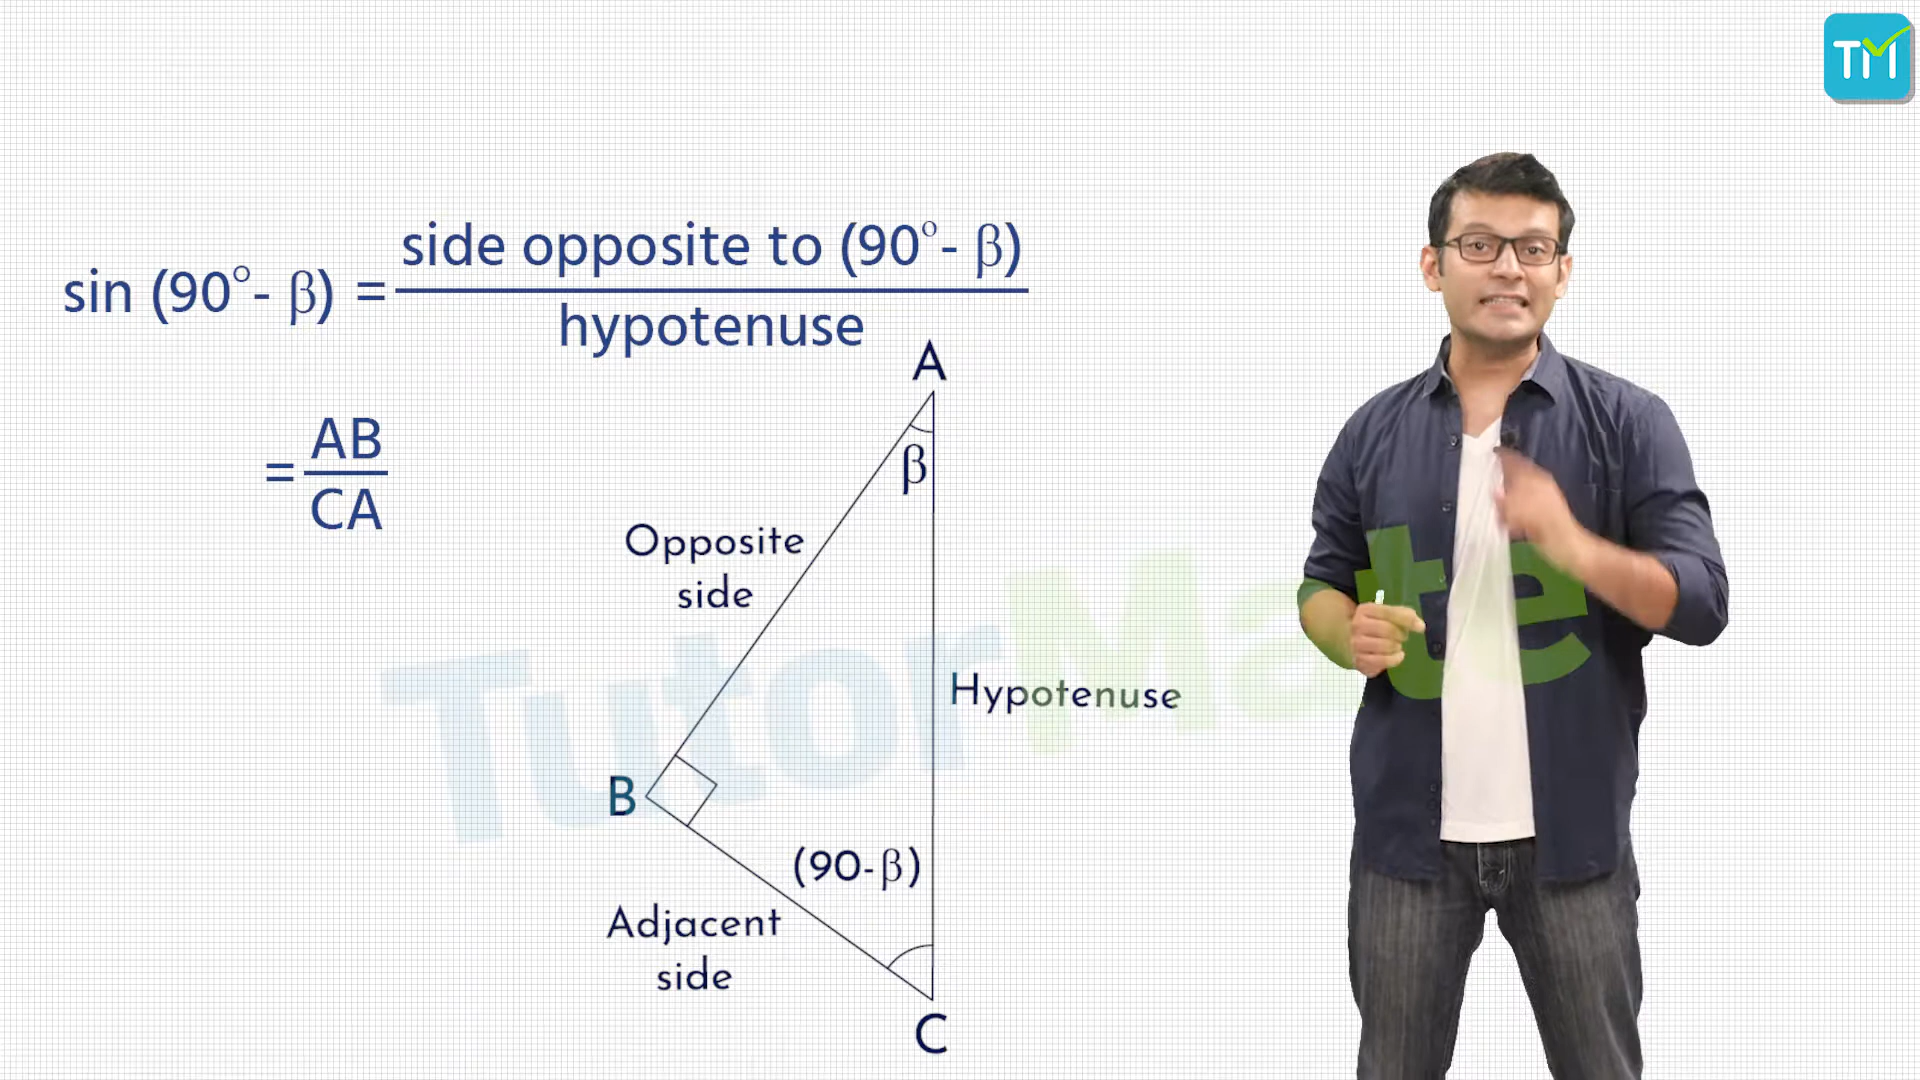 TM
side opposite to (90°- β)
sin (90°- β) =
hypotenuse
A
= AB
CA
β
Opposite
side
TutorMate
Hypotenuse
B
(90-β)
Adjacent
side
C